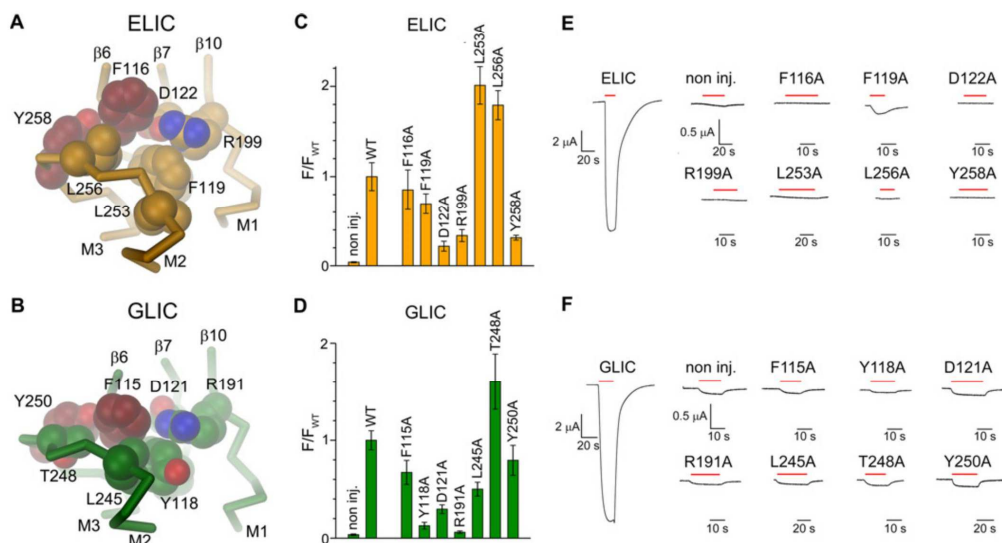 A
ELIC
β6
β7
β10
F116
D122
Y258
R199
L256
F119
L253
M3
M2
M1
B
GLIC
β6
β7
β10
F115
D121
R191
Y250
T248
L245
Y118
M3
M2
M1
C
ELIC
F/F WT
2
1
0
non inj.
WT
F116A
F119A
D122A
R199A
L253A
L256A
Y258A
D
GLIC
F/F WT
2
1
0
non inj.
WT
F115A
Y118A
D121A
R191A
L245A
T248A
Y250A
E
ELIC
2 µA
20 s
non inj.
F116A
F119A
D122A
0.5 µA
20 s
10 s
10 s
10 s
R199A
L253A
L256A
Y258A
10 s
20 s
10 s
10 s
F
GLIC
2 µA
20 s
non inj.
F115A
Y118A
D121A
0.5 µA
10 s
10 s
10 s
10 s
R191A
L245A
T248A
Y250A
10 s
20 s
10 s
20 s